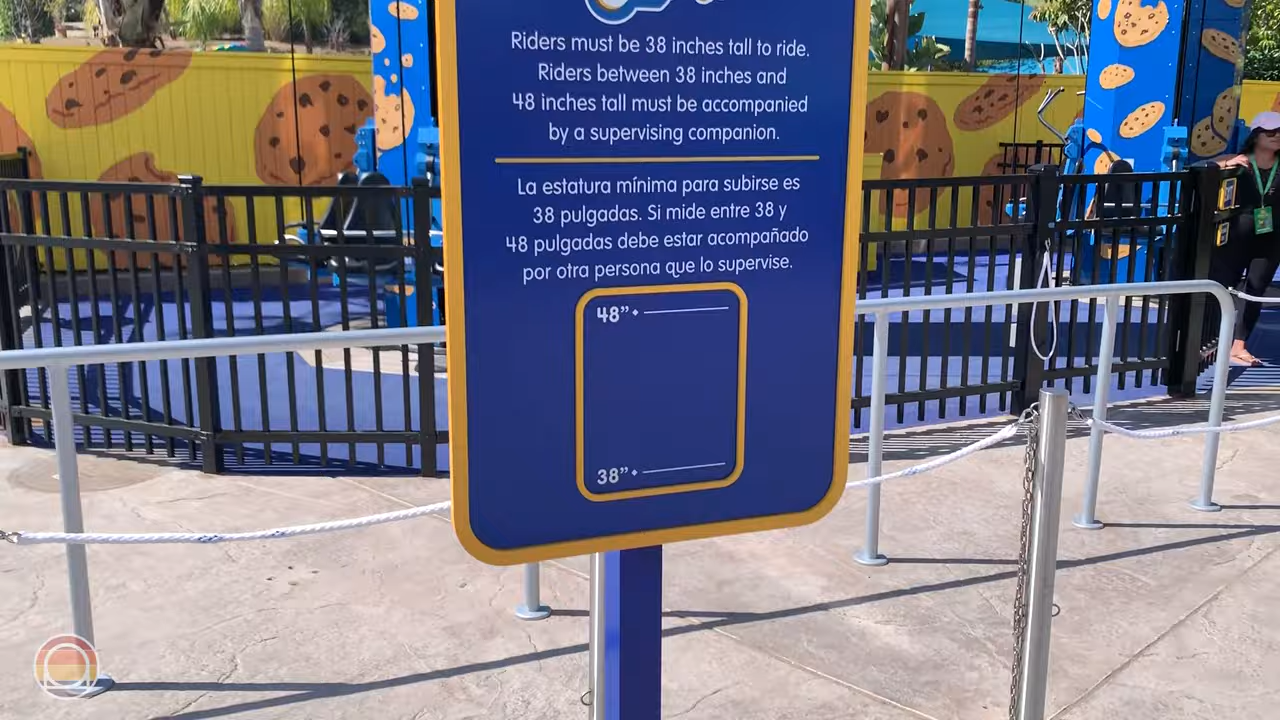 Riders must be 38 inches tall to ride.
Riders between 38 inches and
48 inches tall must be accompanied
by a supervising companion.
La estatura mínima para subirse es
38 pulgadas. Si mide entre 38 y
48 pulgadas debe estar acompañado
por otra persona que lo supervise.
48”
38”